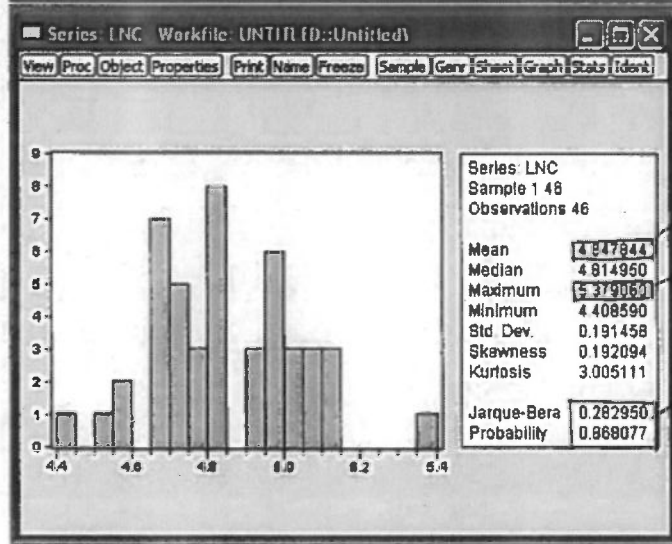 Series: LNC Workfile: UNTITLED::Untitled\
View Proc Object Properties Print Name Freeze Sample Genr Sheet Graph Stats Ident
9
8
7
6
5
4
3
2
1
0
4.4 4.6 4.8 5.0 5.2 5.4
Series: LNC
Sample 1 46
Observations 46
Mean 4.847844
Median 4.814950
Maximum 5.379060
Minimum 4.408590
Std. Dev. 0.191458
Skewness 0.192094
Kurtosis 3.005111
Jarque-Bera 0.282950
Probability 0.868077